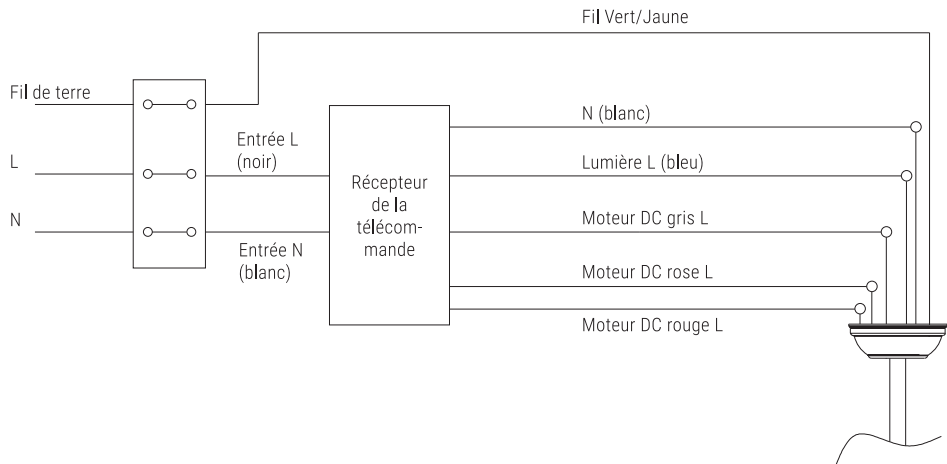 Fil Vert/Jaune
Fil de terre
L
N
Entrée L
(noir)
Entrée N
(blanc)
Récepteur
de la
télécom-
mande
N (blanc)
Lumière L (bleu)
Moteur DC gris L
Moteur DC rose L
Moteur DC rouge L